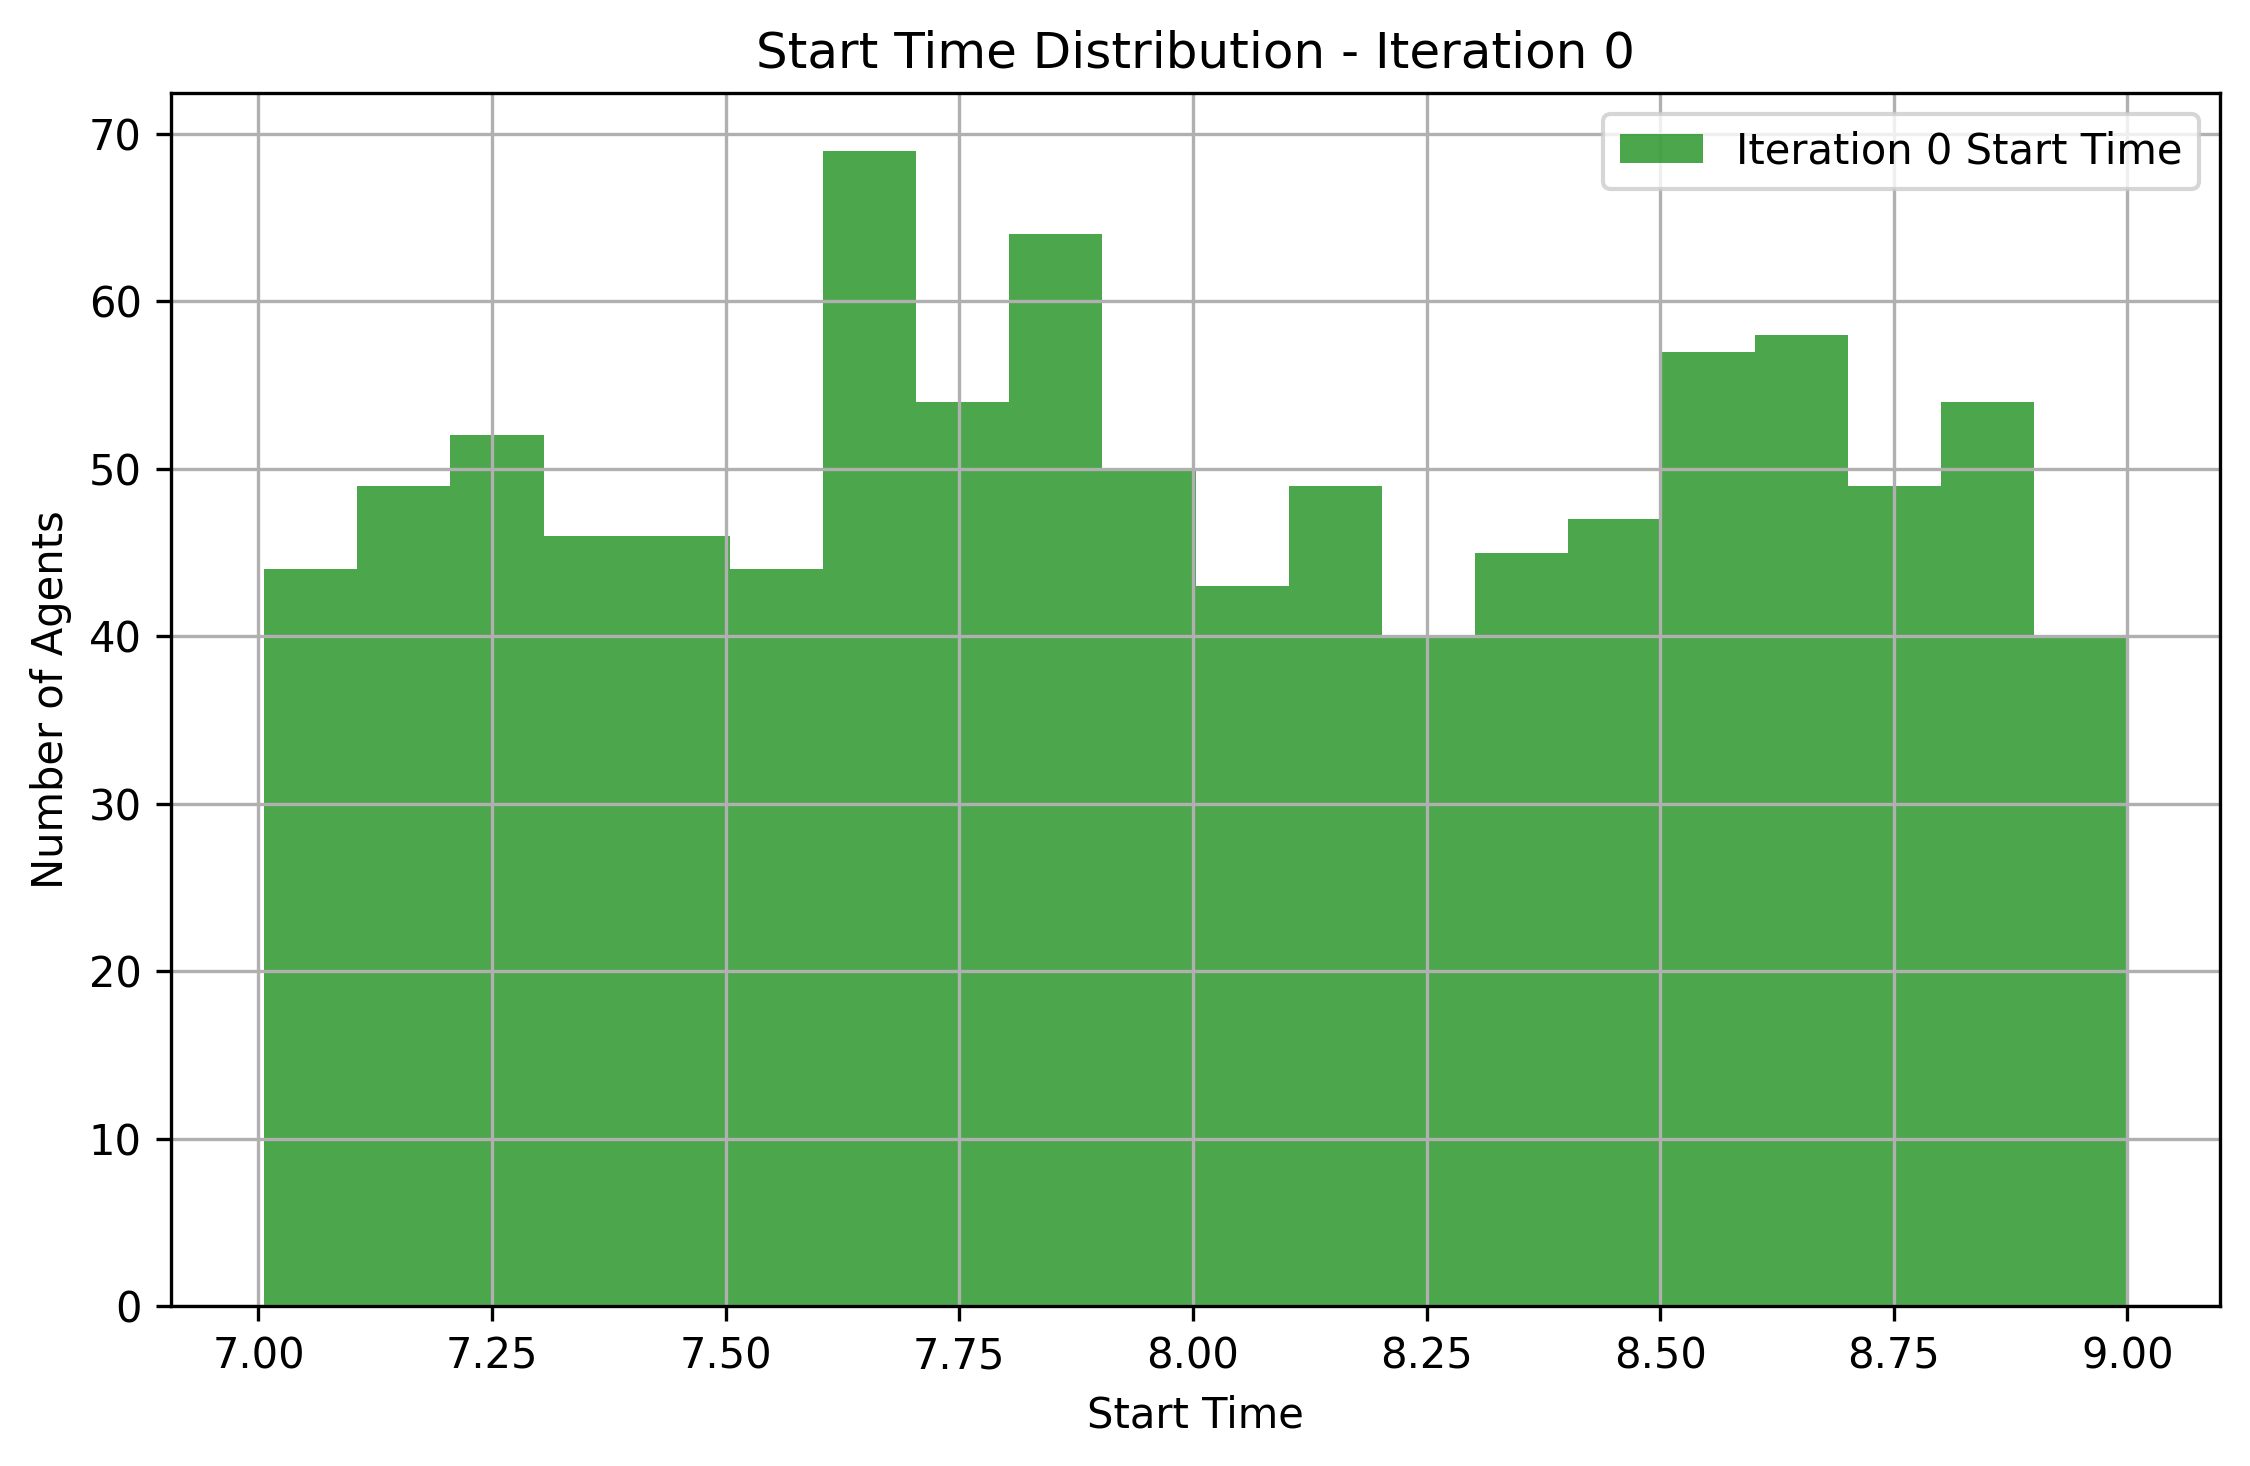 Start Time Distribution - Iteration 0
Iteration 0 Start Time
Number of Agents
70
60
50
40
30
20
10
0
7.00 7.25 7.50 7.75 8.00 8.25 8.50 8.75 9.00
Start Time